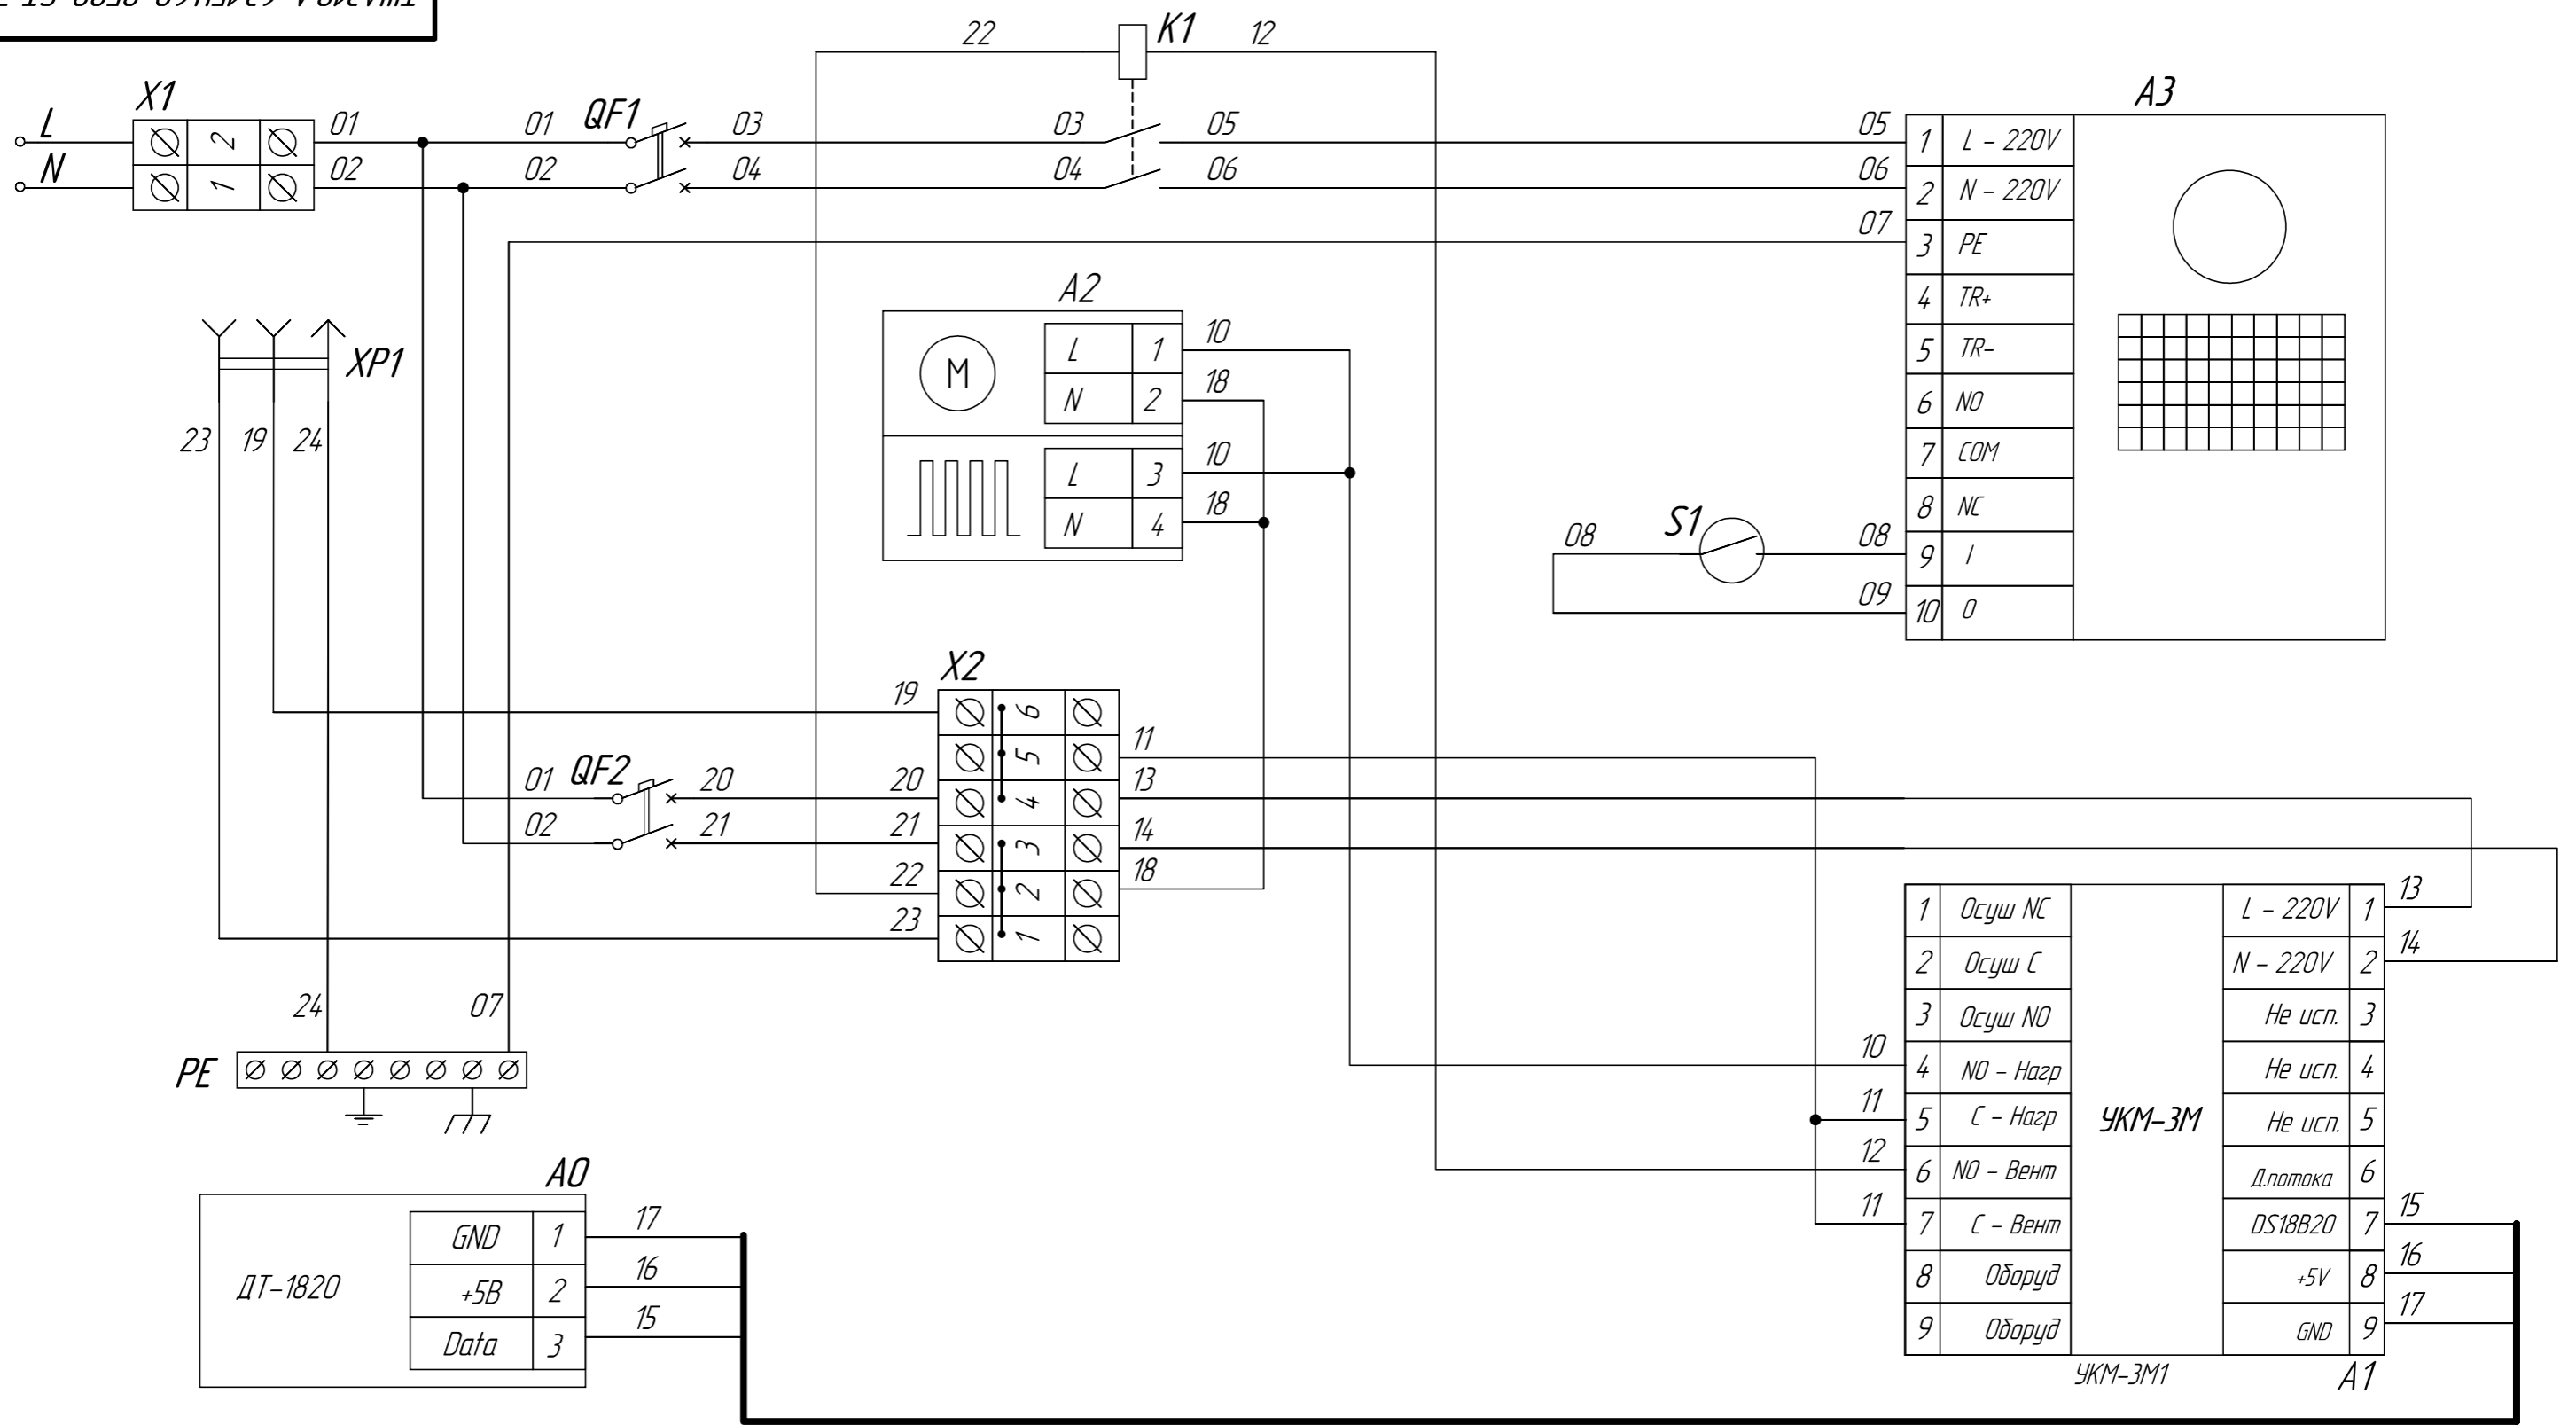 22 K1 12
X1
L 01 01 QF1 03 03 05 05
2
N 02 02 04 04 06 06
1
07
A3
1 L - 220V
2 N - 220V
3 PE
4 TR+
5 TR-
6 NO
7 COM
8 NC
9 I
10 O
XP1
23 19 24
A2
M
L 1 10
N 2 18
L 3 10
N 4 18
S1
08 08
09
X2
19 6
5 11
01 QF2 20 20 4 13
02 21 21 3 14
22 2 18
23 1
24 07
PE
A0
ДТ-1820
GND 1 17
+5В 2 16
Data 3 15
1 Осуш NC
2 Осуш C
3 Осуш NO
10 4 NO - Нагр
11 5 C - Нагр
12 6 NO - Вент
11 7 C - Вент
8 Оборуд
9 Оборуд
УКМ-3М
L - 220V 1 13
N - 220V 2 14
Не исп. 3
Не исп. 4
Не исп. 5
Д.потока 6
DS18B20 7 15
+5V 8 16
GND 9 17
УКМ-3М1
A1